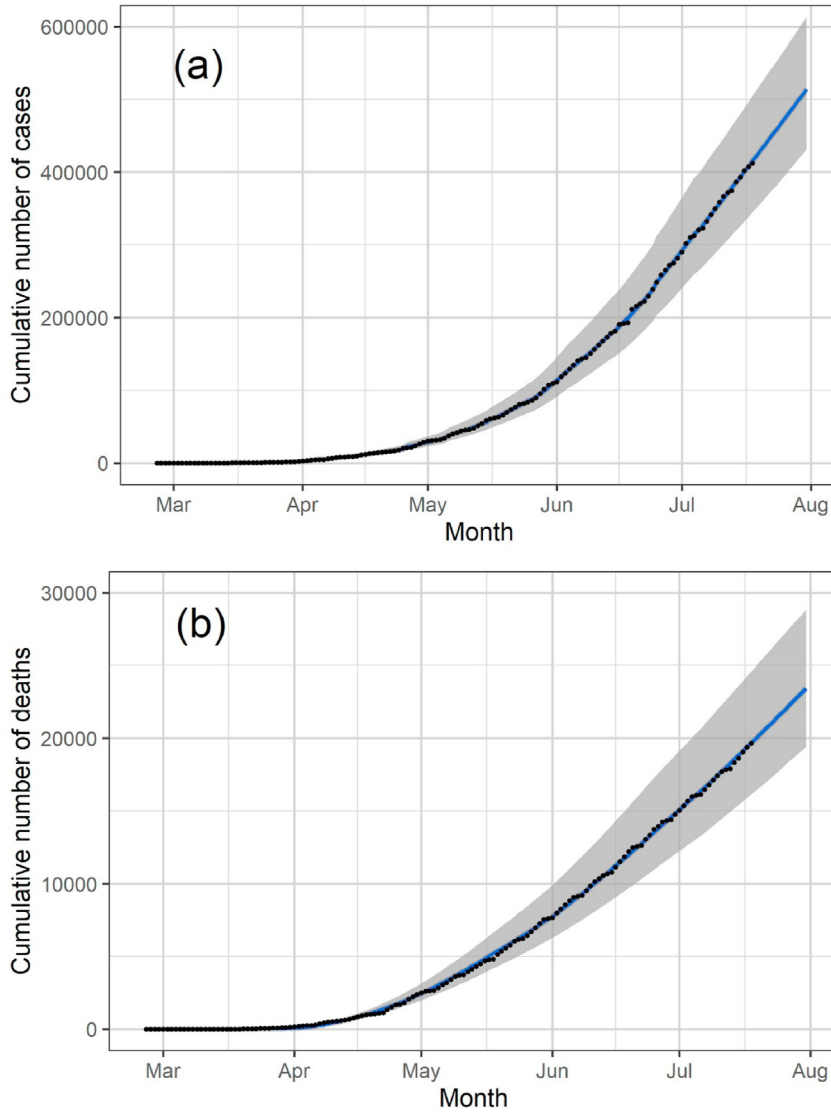 (a)
Cumulative number of cases
600000
400000
200000
0
Mar Apr May Jun Jul Aug
Month
(b)
Cumulative number of deaths
30000
20000
10000
0
Mar Apr May Jun Jul Aug
Month